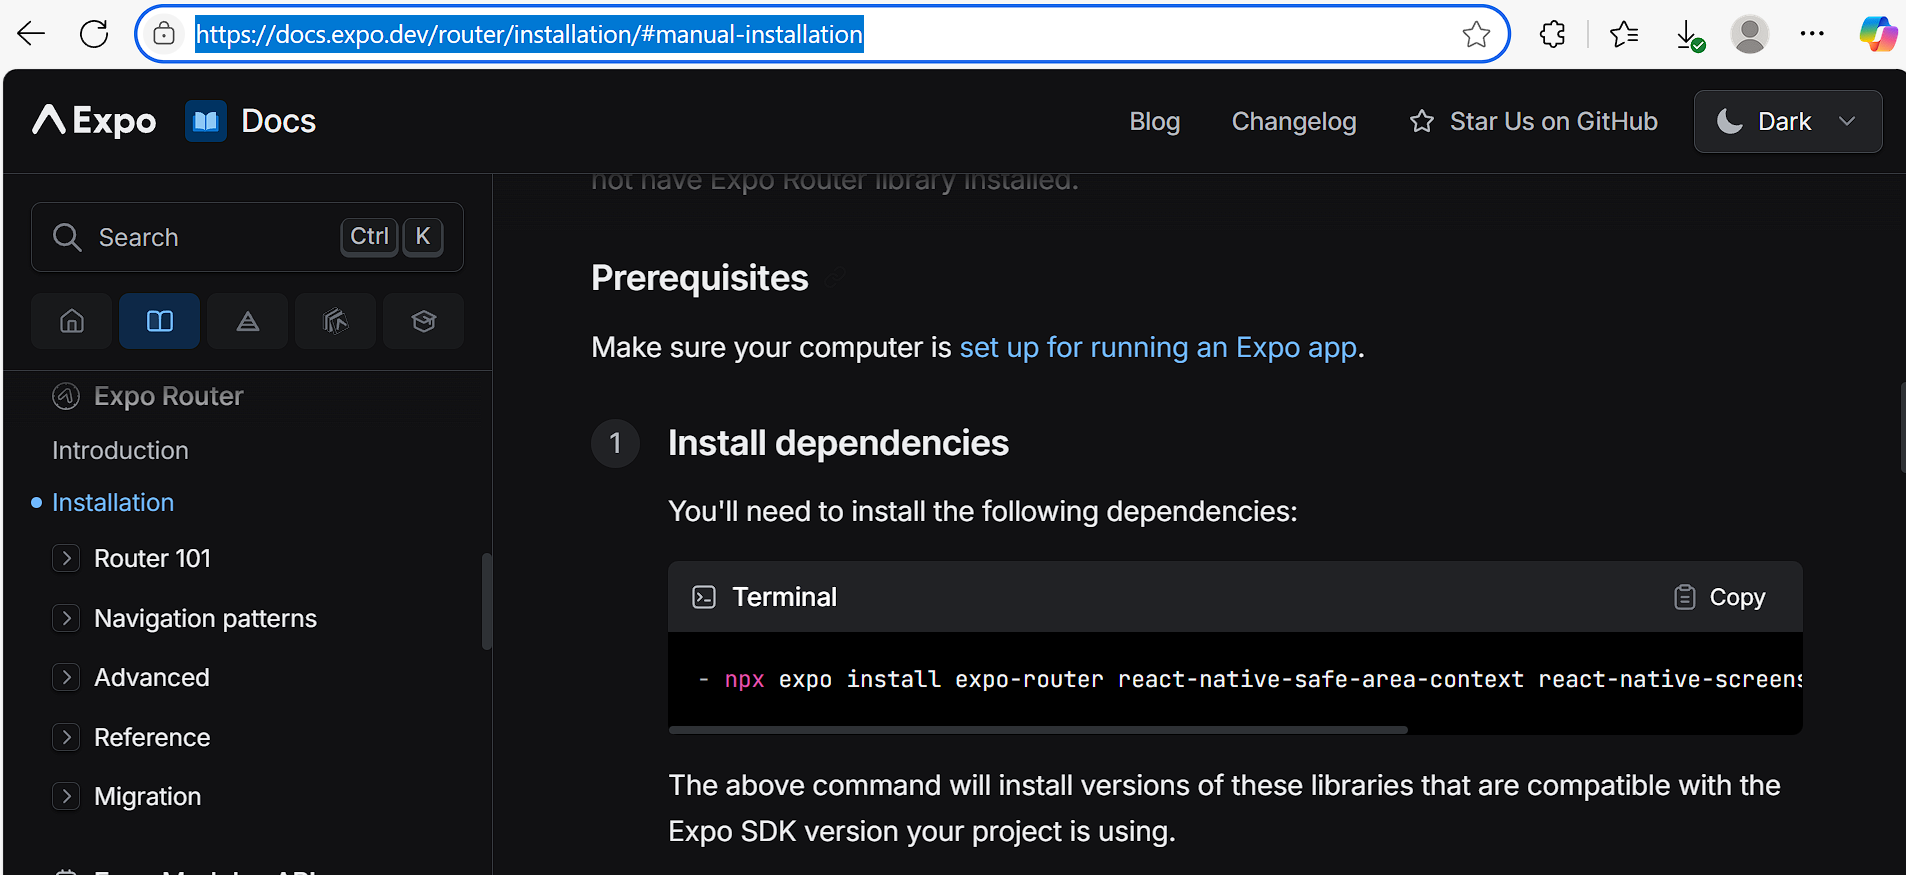 https://docs.expo.dev/router/installation/#manual-installation
Expo Docs
Blog Changelog Star Us on GitHub Dark
Search Ctrl K
Expo Router
Introduction
Installation
Router 101
Navigation patterns
Advanced
Reference
Migration
Expo Modules API
not have Expo Router library installed.
Prerequisites
Make sure your computer is set up for running an Expo app.
1 Install dependencies
You'll need to install the following dependencies:
Terminal Copy
- npx expo install expo-router react-native-safe-area-context react-native-screens
The above command will install versions of these libraries that are compatible with the
Expo SDK version your project is using.